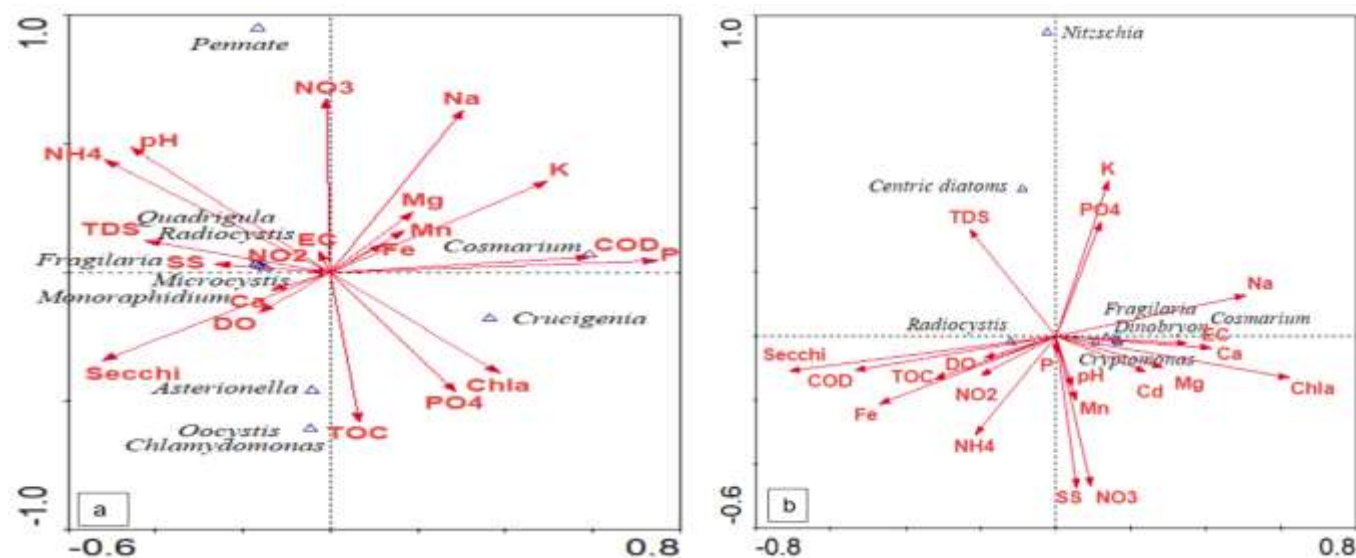 1.0
Pennate
NO3
Na
pH
NH4
K
Mg
Quadrigula
TDS
Radiocystis
EC
Mn
Fe
Cosmarium
COD
P
Fragilaria
SS
NO2
Microcystis
Monoraphidium
Ca
DO
Crucigenia
Secchi
Asterionella
Chla
PO4
Oocystis
TOC
Chlamydomonas
-1.0
a
-0.6
0.8
1.0
Nitzschia
K
Centric diatoms
TDS
PO4
Na
Fragilaria
Radiocystis
Dinobryon
Cosmarium
EC
Secchi
DO
P
Cryptomonas
Ca
COD
TOC
pH
Mg
Chla
NO2
Cd
Fe
Mn
NH4
SS
NO3
-0.6
b
-0.8
0.8